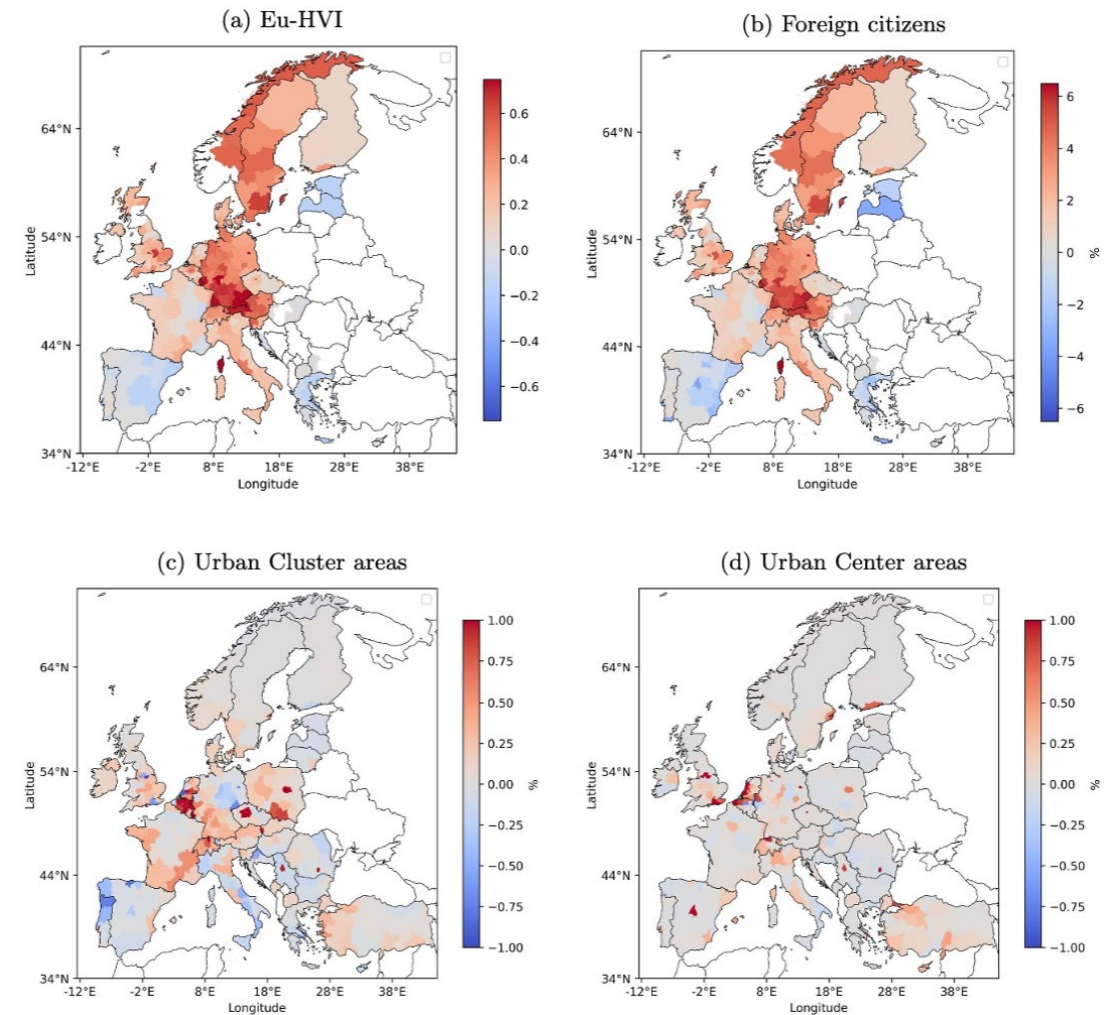 (a) Eu-HVI
64°N
54°N
44°N
34°N
Latitude
-12°E -2°E 8°E 18°E 28°E 38°E
Longitude
0.6
0.4
0.2
0.0
−0.2
−0.4
−0.6
(b) Foreign citizens
64°N
54°N
44°N
34°N
Latitude
-12°E -2°E 8°E 18°E 28°E 38°E
Longitude
6
4
2
0
−2
−4
−6
%
(c) Urban Cluster areas
64°N
54°N
44°N
34°N
Latitude
-12°E -2°E 8°E 18°E 28°E 38°E
Longitude
1.00
0.75
0.50
0.25
0.00
−0.25
−0.50
−0.75
−1.00
%
(d) Urban Center areas
64°N
54°N
44°N
34°N
Latitude
-12°E -2°E 8°E 18°E 28°E 38°E
Longitude
1.00
0.75
0.50
0.25
0.00
−0.25
−0.50
−0.75
−1.00
%